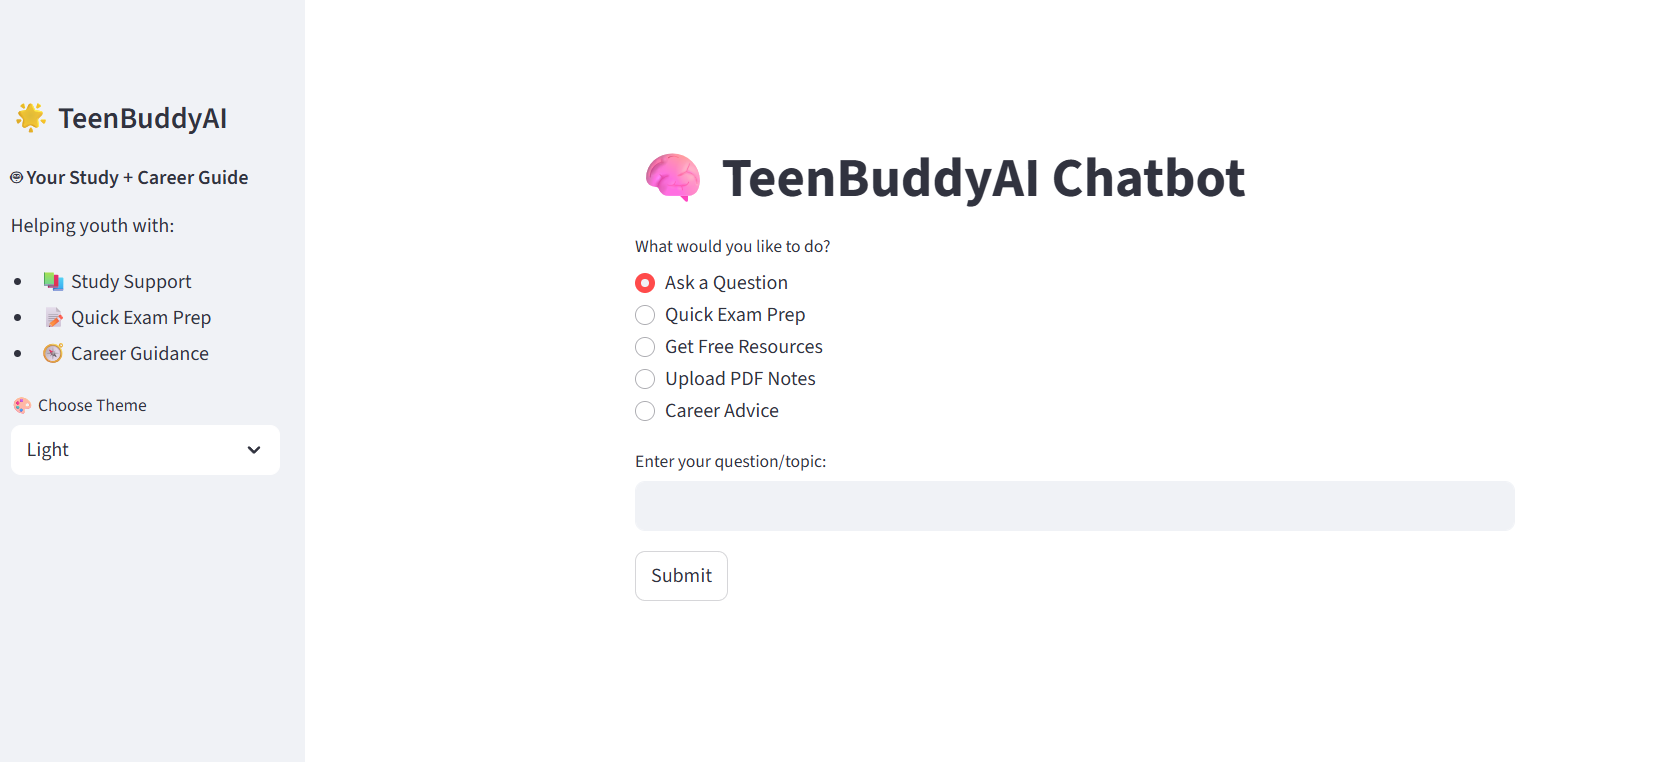 🌟 TeenBuddyAI
Your Study + Career Guide
Helping youth with:
• 📚 Study Support
• 📝 Quick Exam Prep
• 🧭 Career Guidance
🎨 Choose Theme
Light
🧠 TeenBuddyAI Chatbot
What would you like to do?
Ask a Question
Quick Exam Prep
Get Free Resources
Upload PDF Notes
Career Advice
Enter your question/topic:
Submit